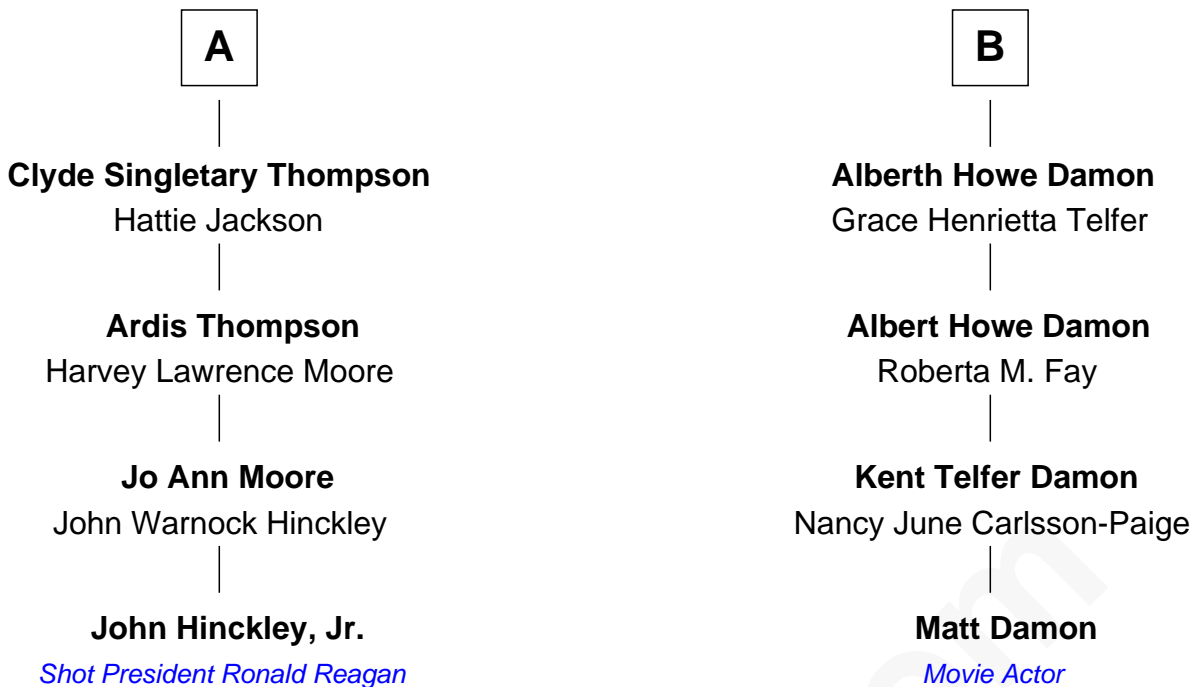 A
Clyde Singletary Thompson
Hattie Jackson
Ardis Thompson
Harvey Lawrence Moore
Jo Ann Moore
John Warnock Hinckley
John Hinckley, Jr.
Shot President Ronald Reagan
B
Alberth Howe Damon
Grace Henrietta Telfer
Albert Howe Damon
Roberta M. Fay
Kent Telfer Damon
Nancy June Carlsson-Paige
Matt Damon
Movie Actor